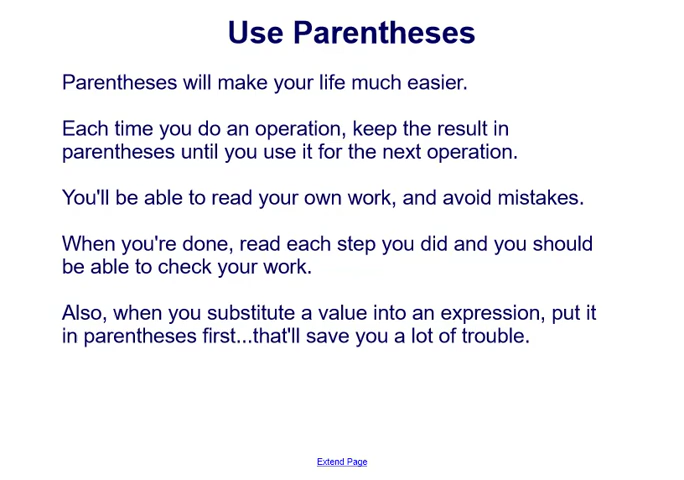 Use Parentheses
Parentheses will make your life much easier.
Each time you do an operation, keep the result in
parentheses until you use it for the next operation.
You'll be able to read your own work, and avoid mistakes.
When you're done, read each step you did and you should
be able to check your work.
Also, when you substitute a value into an expression, put it
in parentheses first...that'll save you a lot of trouble.
Extend Page